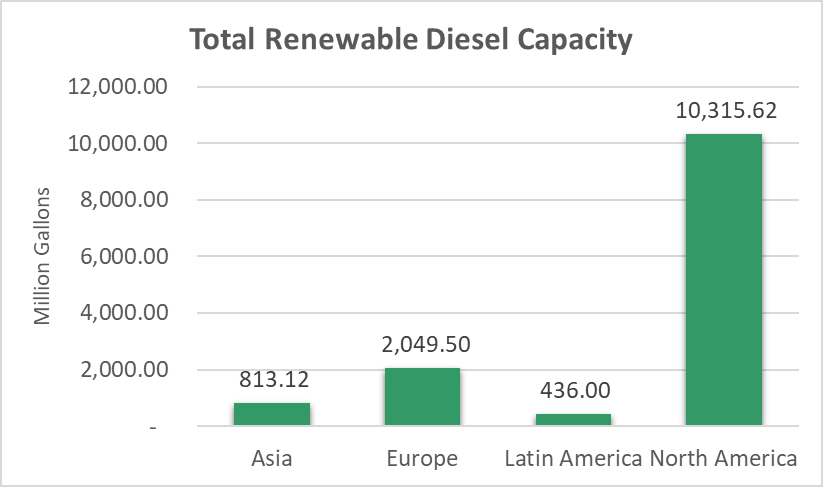 Total Renewable Diesel Capacity
Million Gallons
12,000.00
10,000.00
8,000.00
6,000.00
4,000.00
2,000.00
-
813.12
2,049.50
436.00
10,315.62
Asia
Europe
Latin America
North America